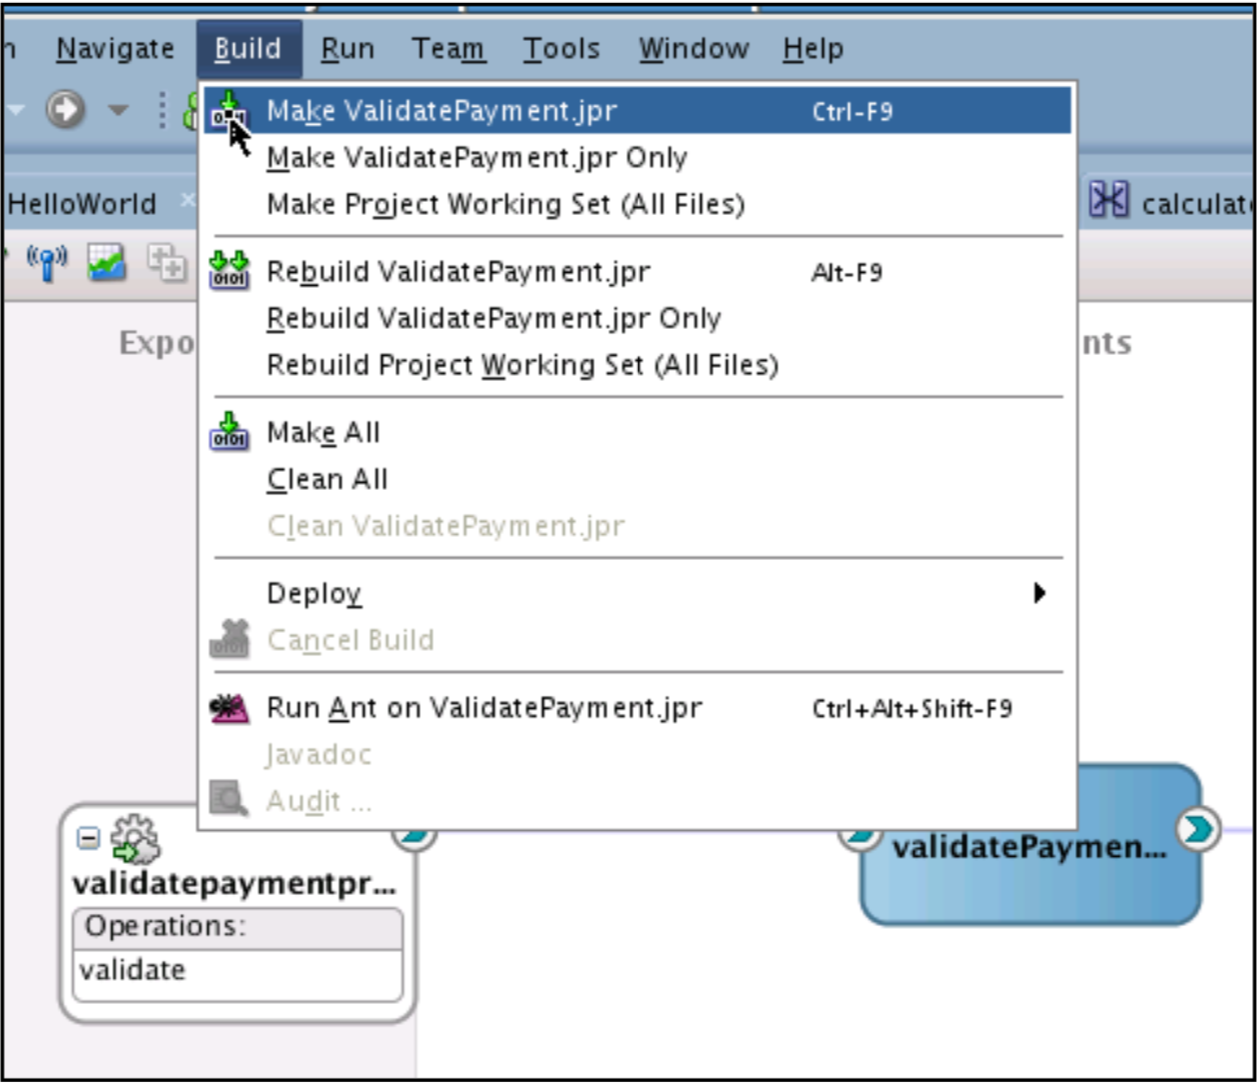 Navigate Build Run Team Tools Window Help
Make ValidatePayment.jpr Ctrl-F9
Make ValidatePayment.jpr Only
HelloWorld
Make Project Working Set (All Files)
calculat
Rebuild ValidatePayment.jpr Alt-F9
Rebuild ValidatePayment.jpr Only
Expo
nts
Rebuild Project Working Set (All Files)
Make All
Clean All
Clean ValidatePayment.jpr
Deploy
Cancel Build
Run Ant on ValidatePayment.jpr Ctrl+Alt+Shift-F9
Javadoc
Audit ...
validatePaymen...
validatepaymentpr...
Operations:
validate